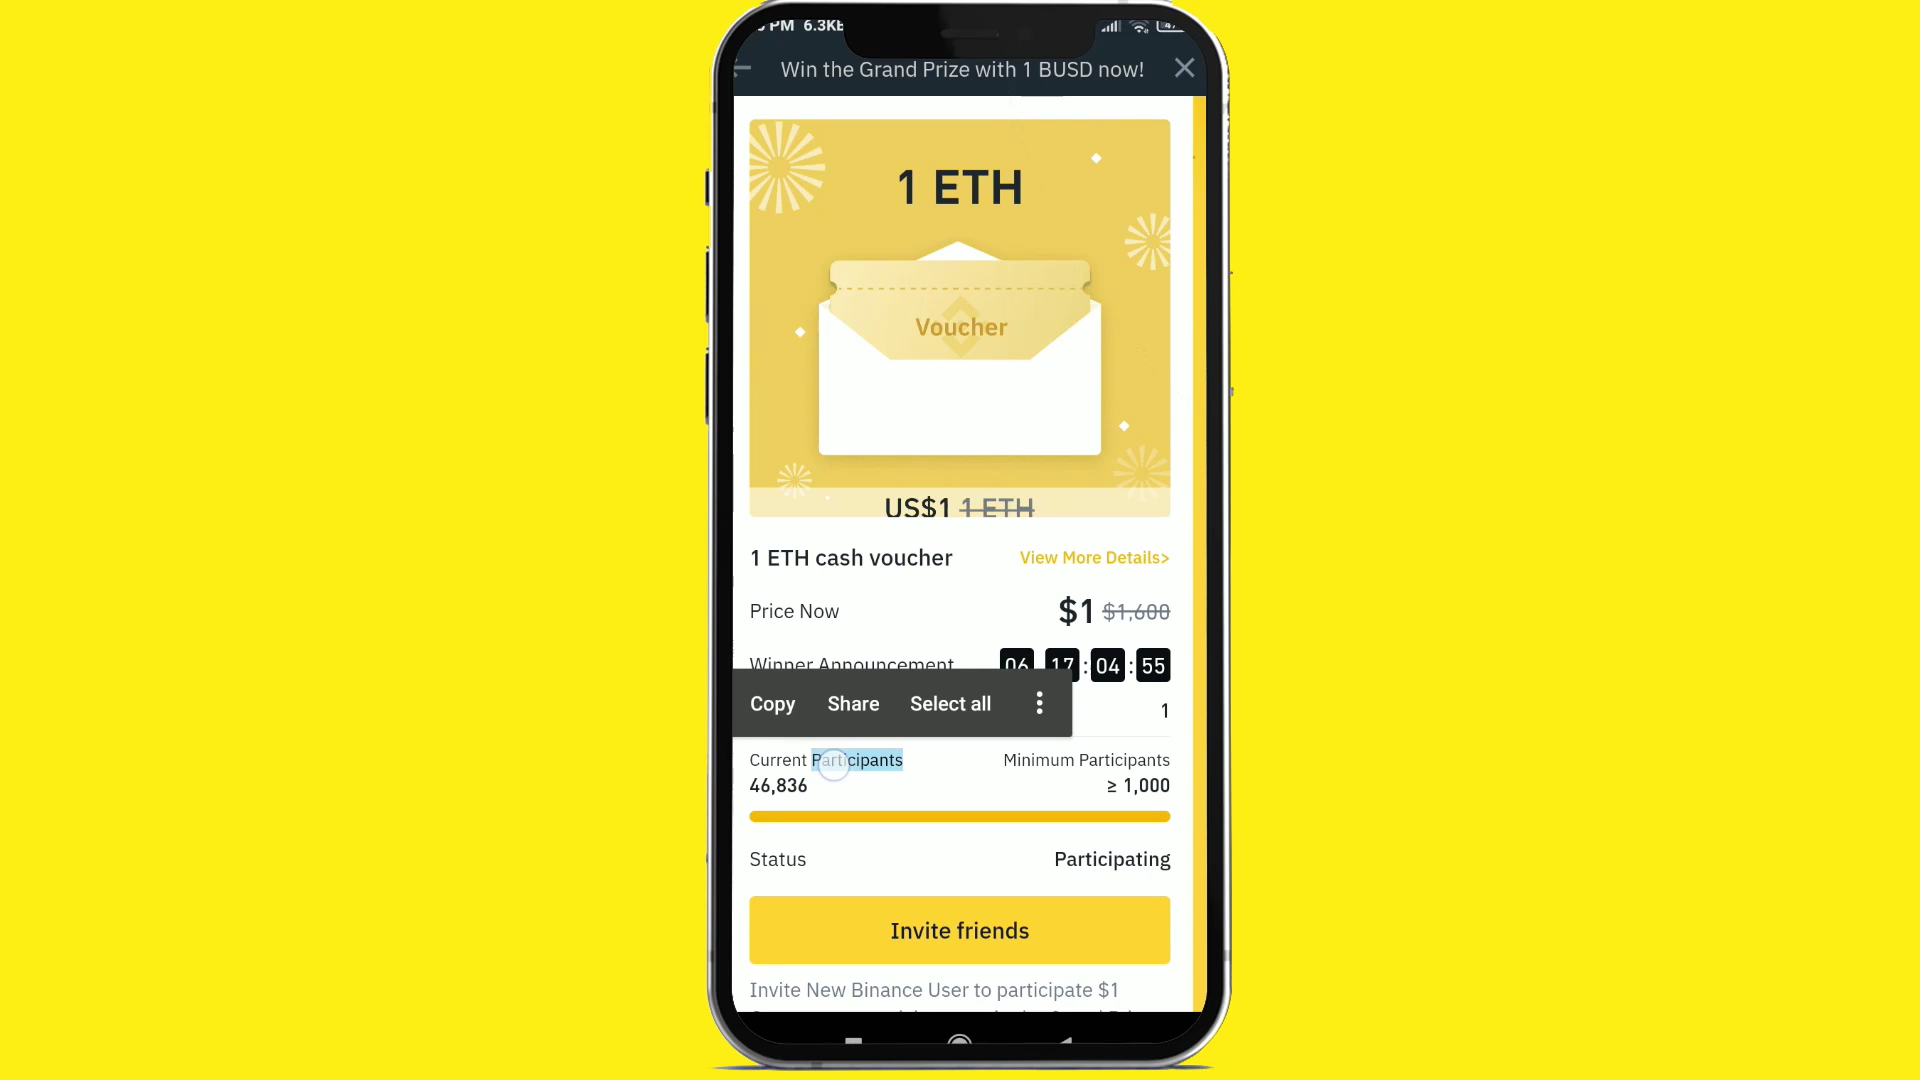 PM 6.3KB
Win the Grand Prize with 1 BUSD now!
1 ETH
Voucher
US$1 1 ETH
1 ETH cash voucher View More Details>
Price Now $1 $1,600
Winner Announcement 06 17 : 04 : 55
Copy Share Select all
1
Current Participants Minimum Participants
46,836 ≥ 1,000
Status Participating
Invite friends
Invite New Binance User to participate $1